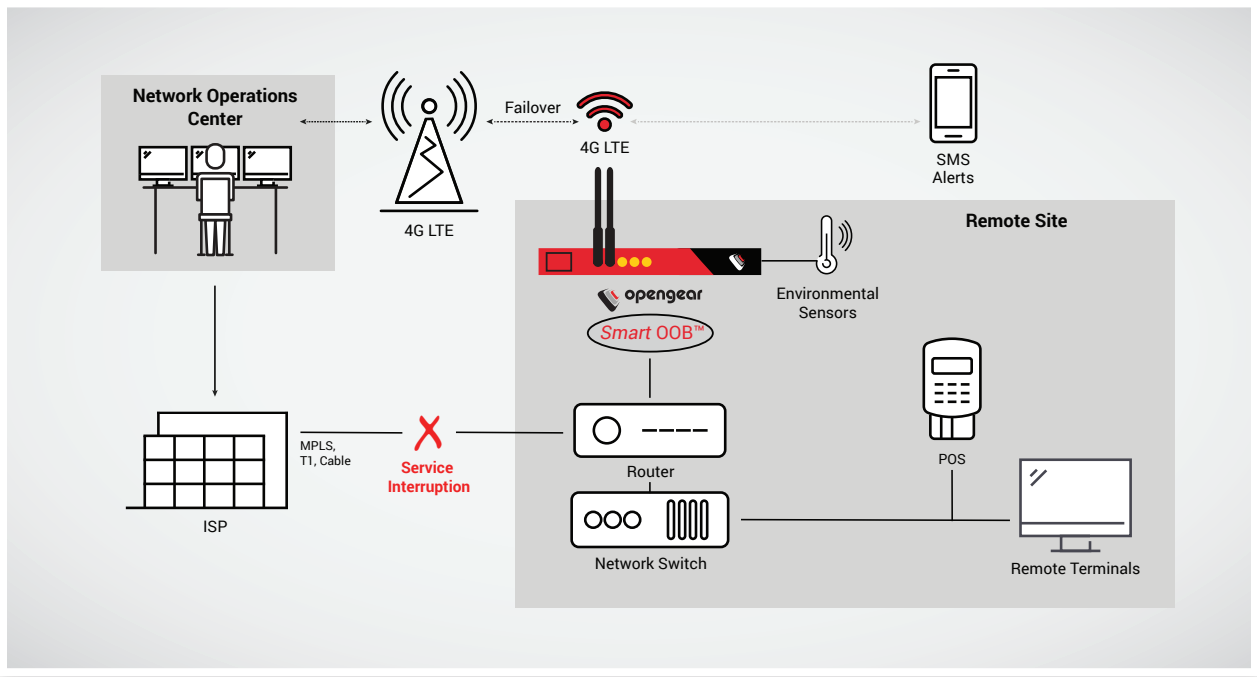 Network Operations
Center
Failover
4G LTE
4G LTE
SMS
Alerts
Remote Site
opengear
Smart OOB™
Environmental
Sensors
MPLS,
T1, Cable
Service
Interruption
ISP
Router
Network Switch
POS
Remote Terminals